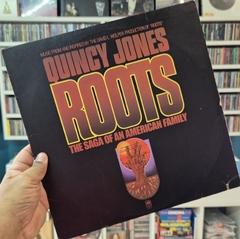 MUSIC FROM AND INSPIRED BY THE DAVID L. WOLPER PRODUCTION OF "ROOTS"
QUINCY JONES
ROOTS
THE SAGA OF AN AMERICAN FAMILY